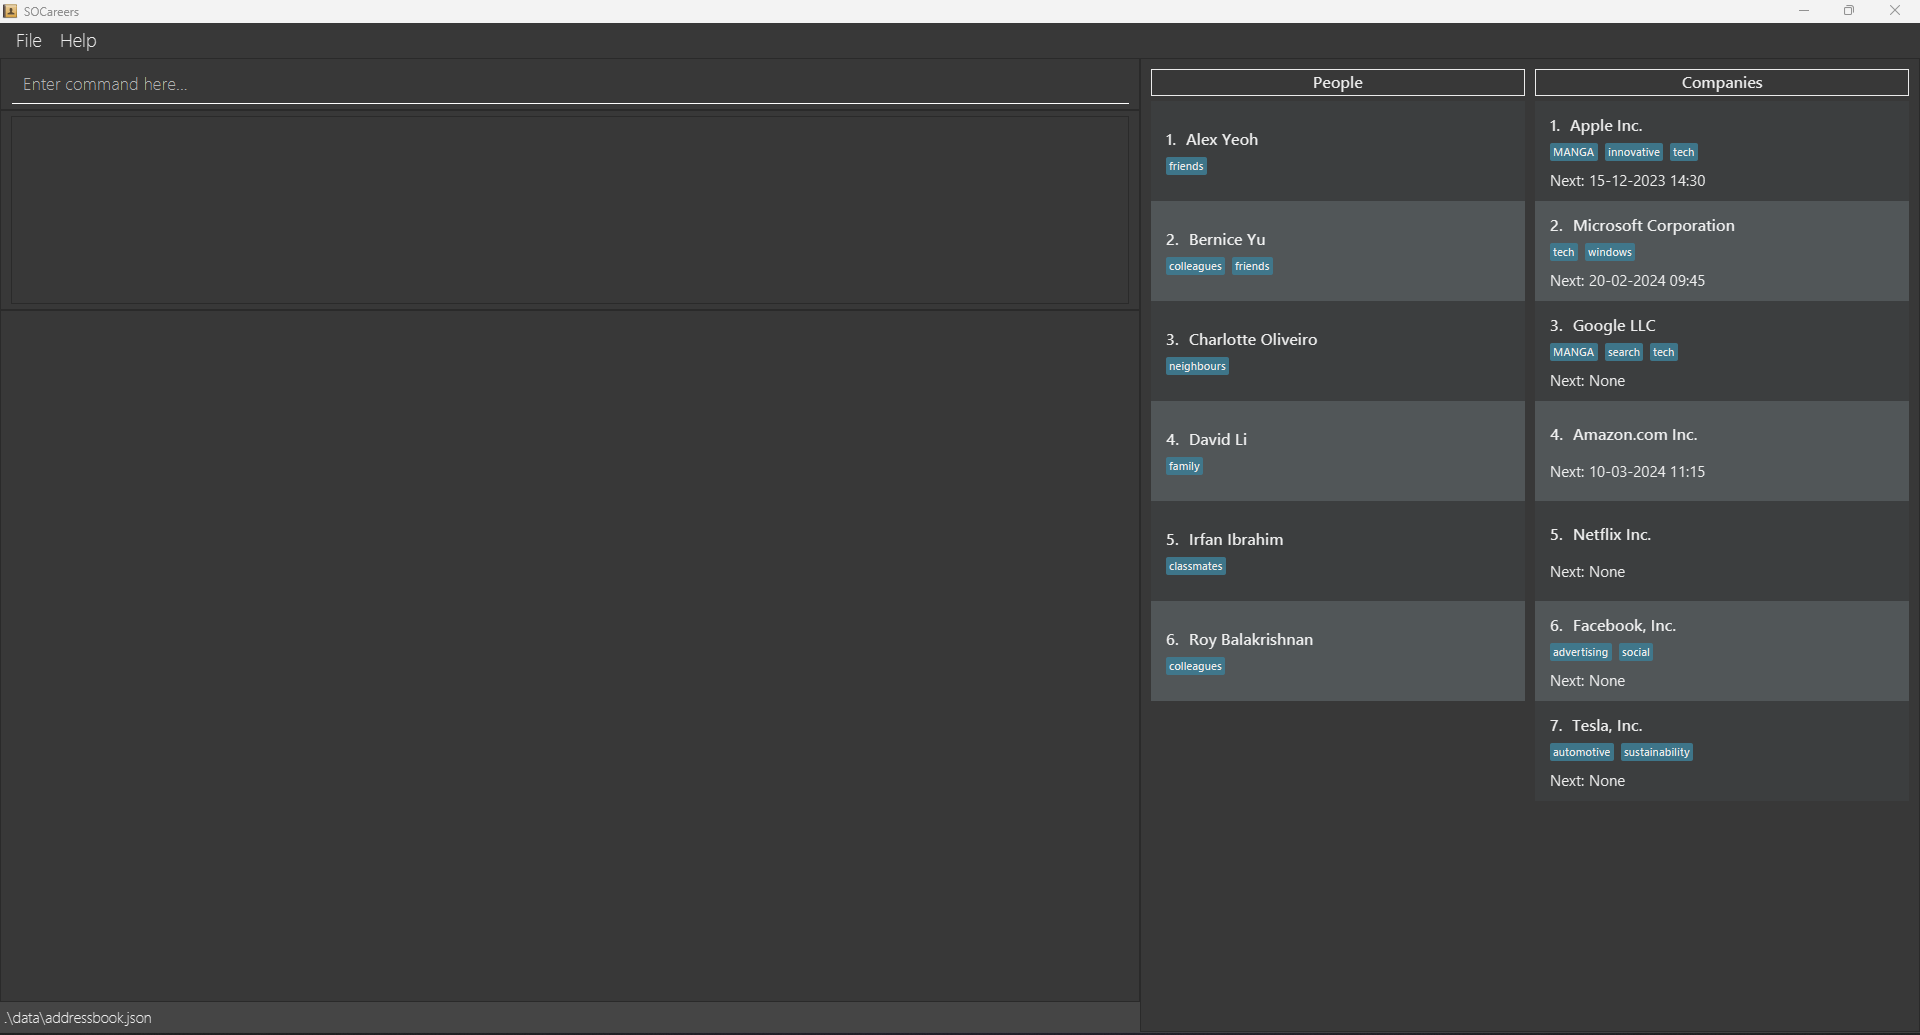 SOCareers
File Help
Enter command here...
People
1. Alex Yeoh
friends
2. Bernice Yu
colleagues friends
3. Charlotte Oliveiro
neighbours
4. David Li
family
5. Irfan Ibrahim
classmates
6. Roy Balakrishnan
colleagues
Companies
1. Apple Inc.
MANGA innovative tech
Next: 15-12-2023 14:30
2. Microsoft Corporation
tech windows
Next: 20-02-2024 09:45
3. Google LLC
MANGA search tech
Next: None
4. Amazon.com Inc.
Next: 10-03-2024 11:15
5. Netflix Inc.
Next: None
6. Facebook, Inc.
advertising social
Next: None
7. Tesla, Inc.
automotive sustainability
Next: None
.\data\addressbook.json